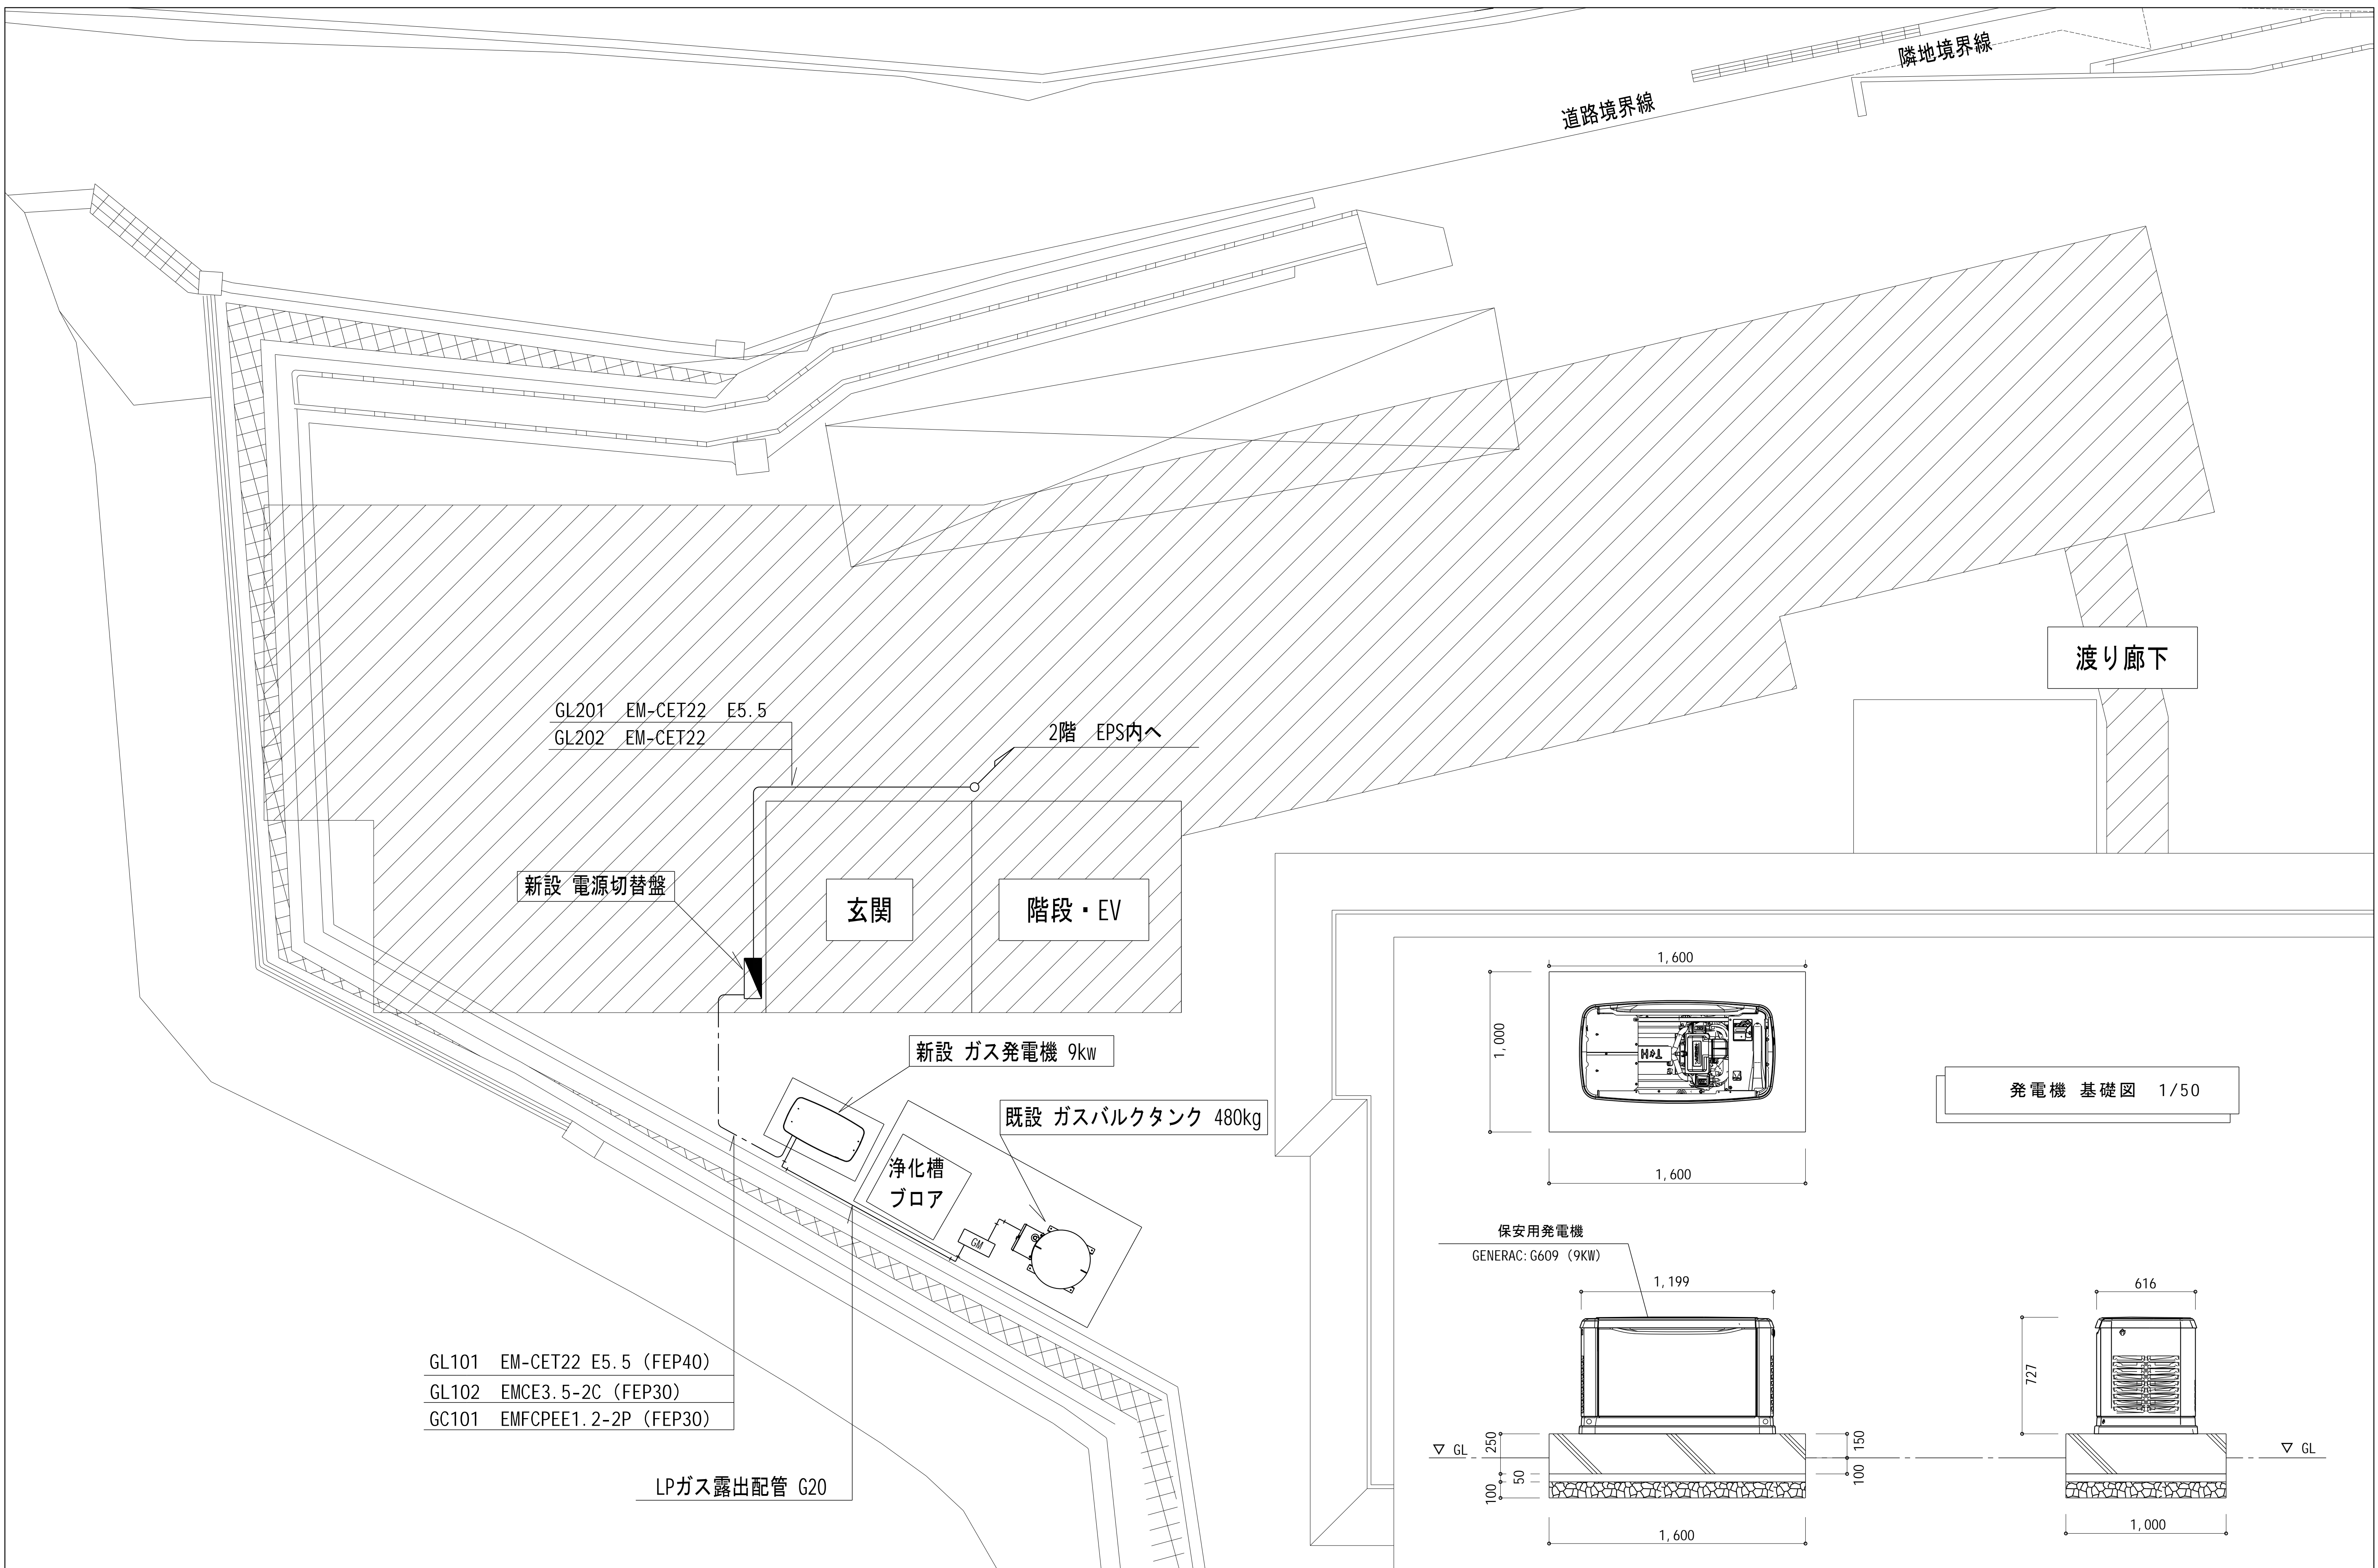 隣地境界線
道路境界線
渡り廊下
GL201 EM-CET22 E5.5
GL202 EM-CET22
2階 EPS内へ
新設 電源切替盤
玄関
階段・EV
新設 ガス発電機 9kw
既設 ガスバルクタンク 480kg
浄化槽
ブロア
GM
GL101 EM-CET22 E5.5 (FEP40)
GL102 EMCE3.5-2C (FEP30)
GC101 EMFCPEE1.2-2P (FEP30)
LPガス露出配管 G20
1,600
1,000
1,600
発電機 基礎図 1/50
保安用発電機
GENERAC:G609 (9KW)
1,199
616
727
▽ GL
250
50
100
150
100
▽ GL
1,600
1,000